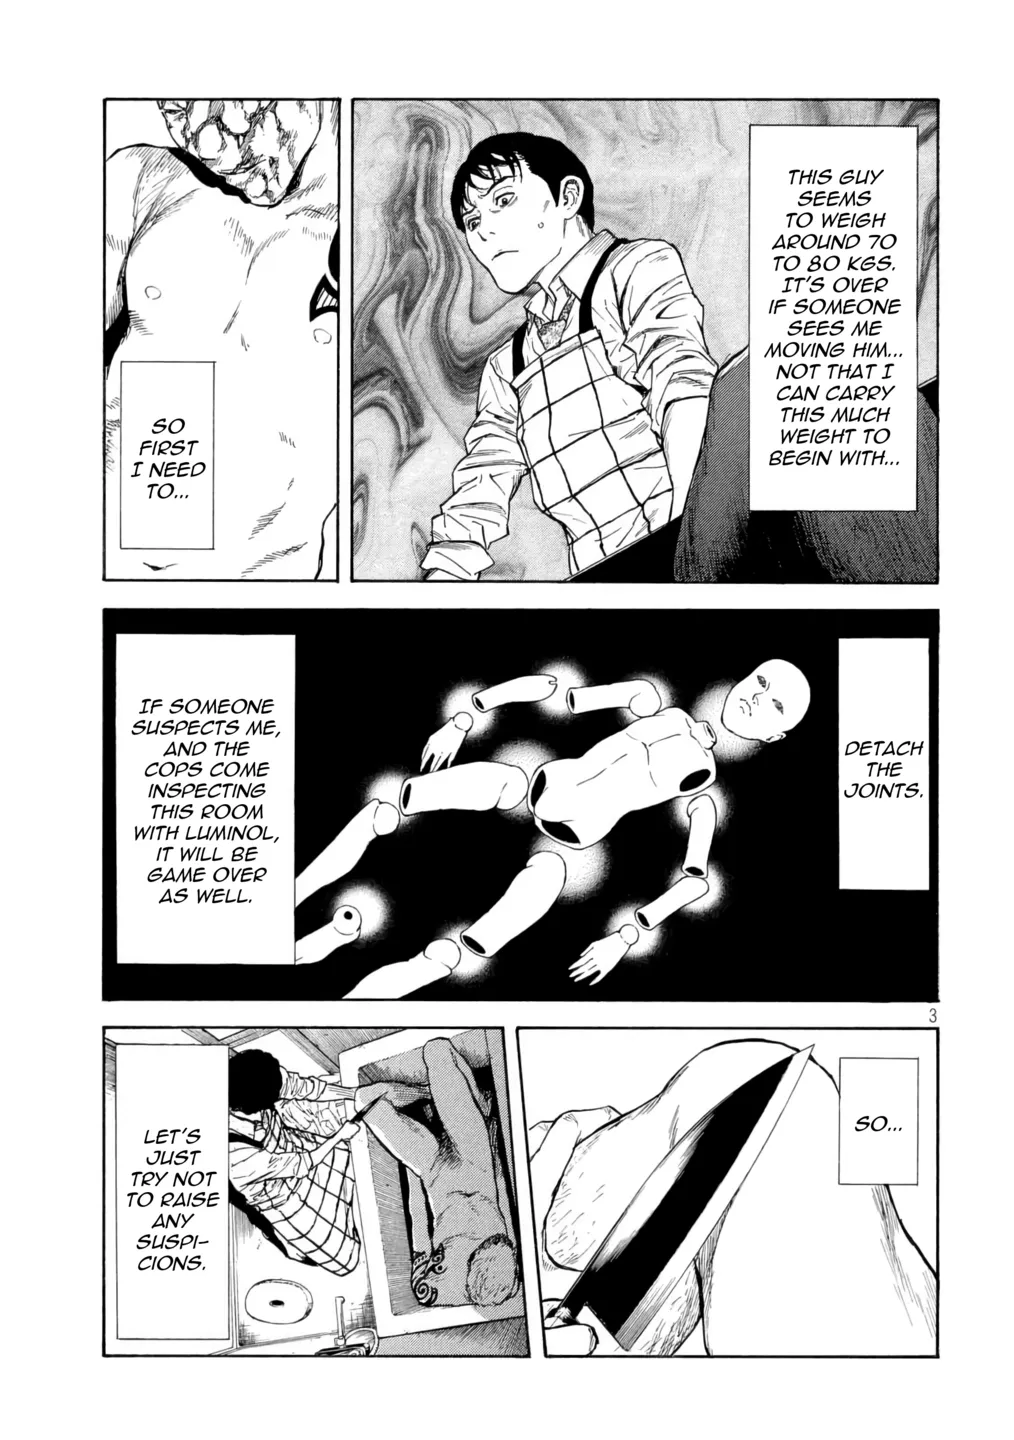 THIS GUY
SEEMS
TO WEIGH
AROUND 70
TO 80 KGS.
IT'S OVER
IF SOMEONE
SEES ME
MOVING HIM...
NOT THAT I
CAN CARRY
THIS MUCH
WEIGHT TO
BEGIN WITH...
SO
FIRST
I NEED
TO...
DETACH
THE
JOINTS.
IF SOMEONE
SUSPECTS ME,
AND THE
COPS COME
INSPECTING
THIS ROOM
WITH LUMINOL,
IT WILL BE
GAME OVER
AS WELL.
3
SO...
LET'S
JUST
TRY NOT
TO RAISE
ANY
SUSPI-
CIONS.